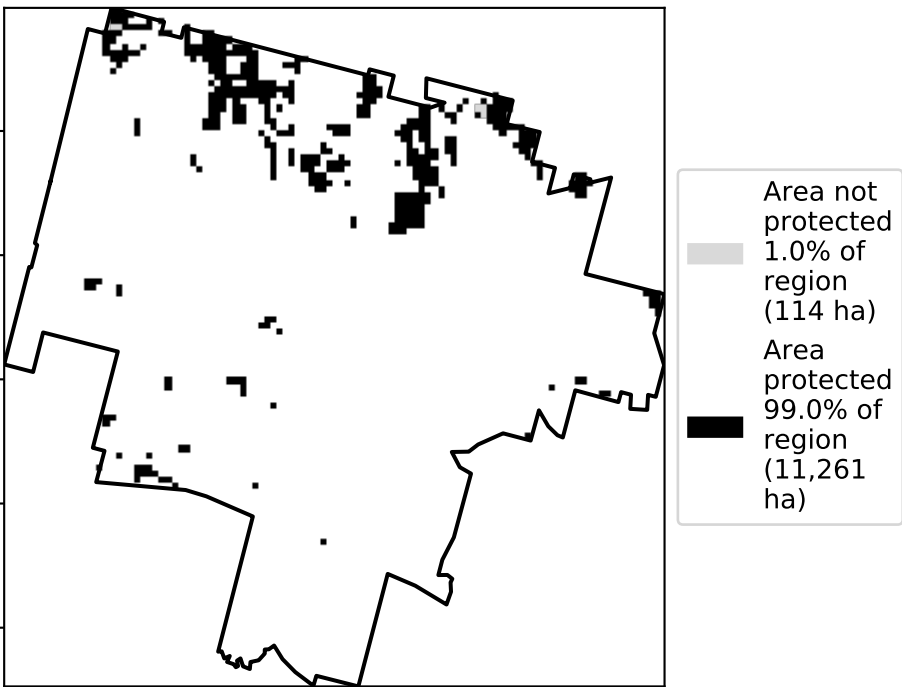 Area not
protected
1.0% of
region
(114 ha)
Area
protected
99.0% of
region
(11,261
ha)